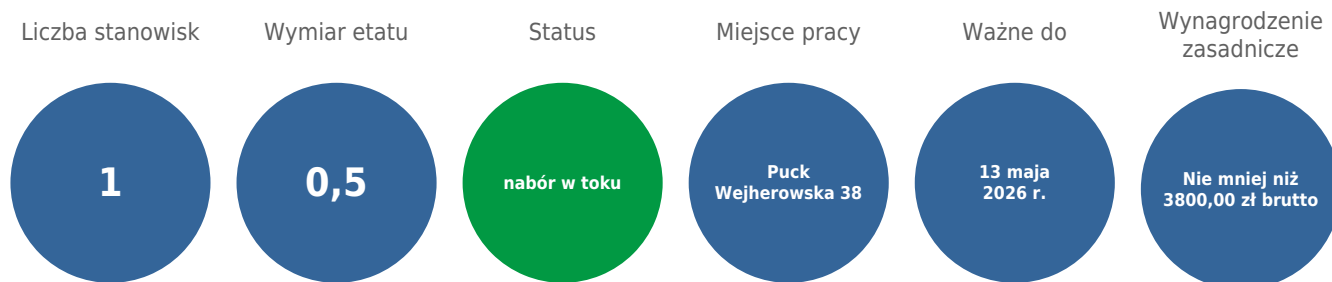 Liczba stanowisk
Wymiar etatu
Status
Miejsce pracy
Ważne do
Wynagrodzenie
zasadnicze
1
0,5
nabór w toku
Puck
Wejherowska 38
13 maja
2026 r.
Nie mniej niż
3800,00 zł brutto